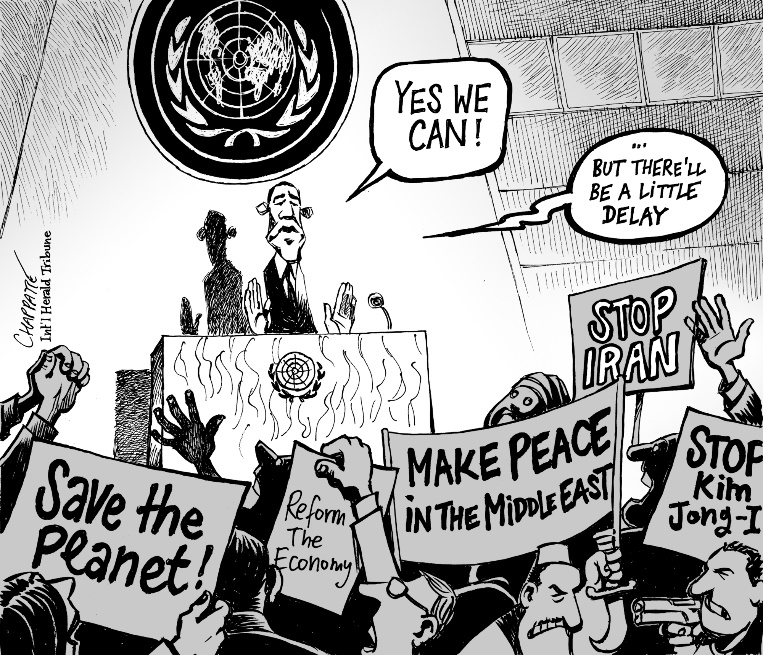 YES WE
CAN!
...
BUT THERE'LL
BE A LITTLE
DELAY
CHAPPATTE
Int'l Herald Tribune
STOP
IRAN
MAKE PEACE
IN THE MIDDLE EAST
STOP
Kim
Jong-I
Save the
Planet!
Reform
The
Economy